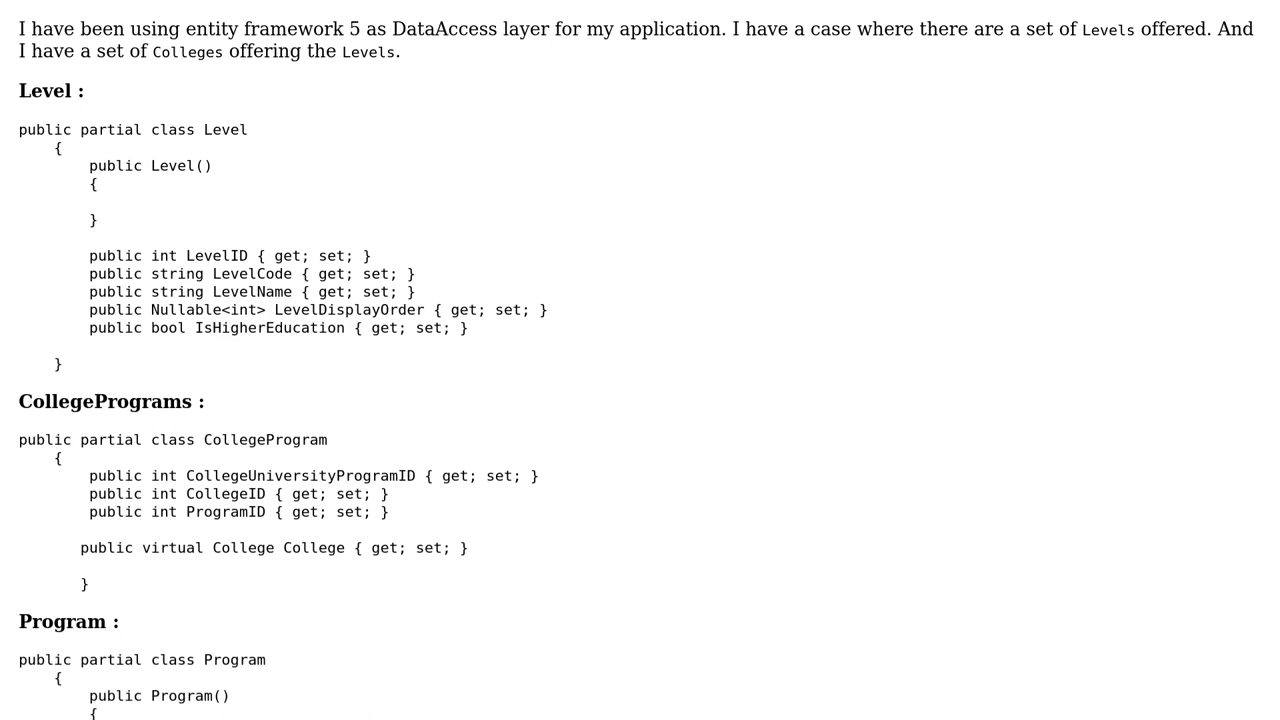 I have been using entity framework 5 as DataAccess layer for my application. I have a case where there are a set of Levels offered. And
I have a set of Colleges offering the Levels.
Level :
public partial class Level
    {
        public Level()
        {

        }

        public int LevelID { get; set; }
        public string LevelCode { get; set; }
        public string LevelName { get; set; }
        public Nullable<int> LevelDisplayOrder { get; set; }
        public bool IsHigherEducation { get; set; }

    }
CollegePrograms :
public partial class CollegeProgram
    {
        public int CollegeUniversityProgramID { get; set; }
        public int CollegeID { get; set; }
        public int ProgramID { get; set; }

       public virtual College College { get; set; }

       }
Program :
public partial class Program
    {
        public Program()
        {